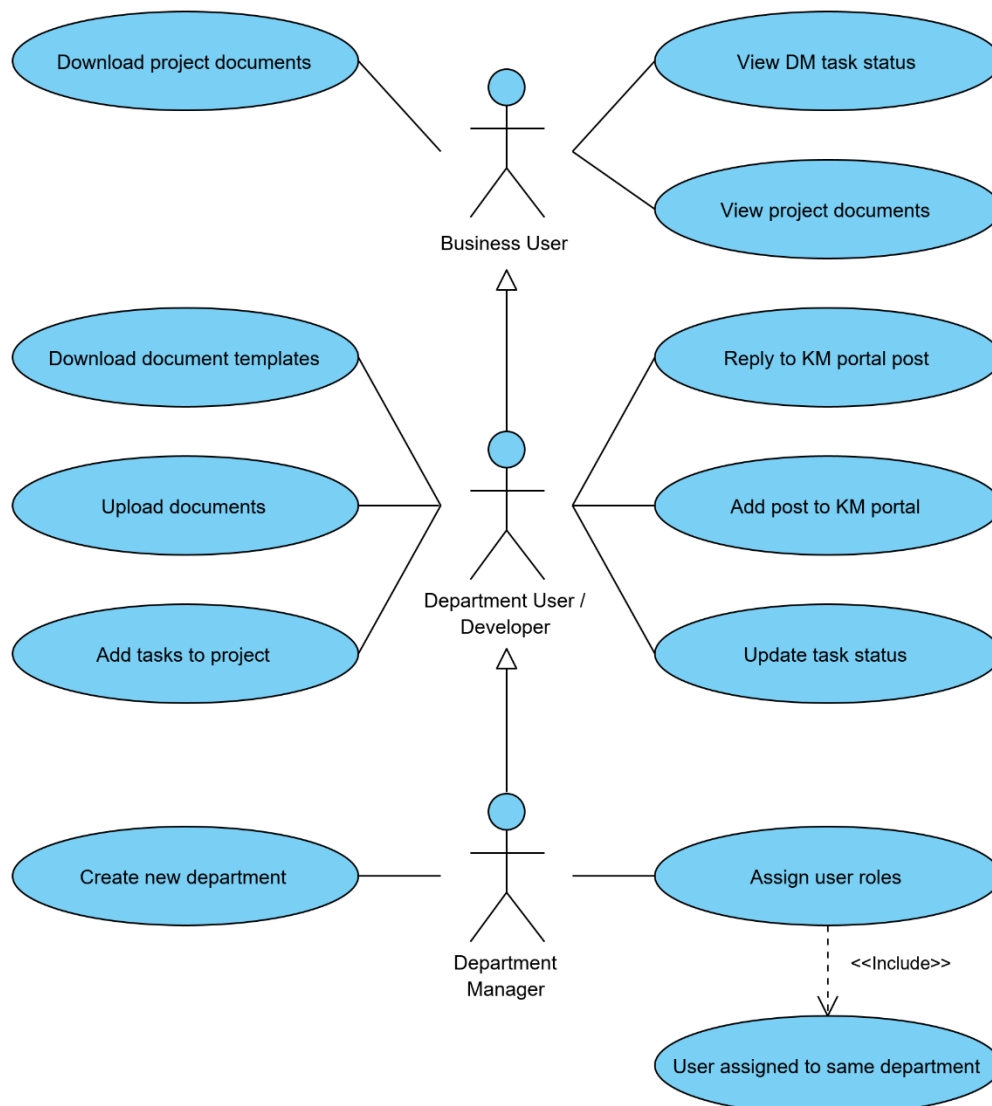 Download project documents
View DM task status
View project documents
Business User
Download document templates
Reply to KM portal post
Upload documents
Add post to KM portal
Department User /
Developer
Add tasks to project
Update task status
Create new department
Assign user roles
Department
Manager
<<Include>>
User assigned to same department